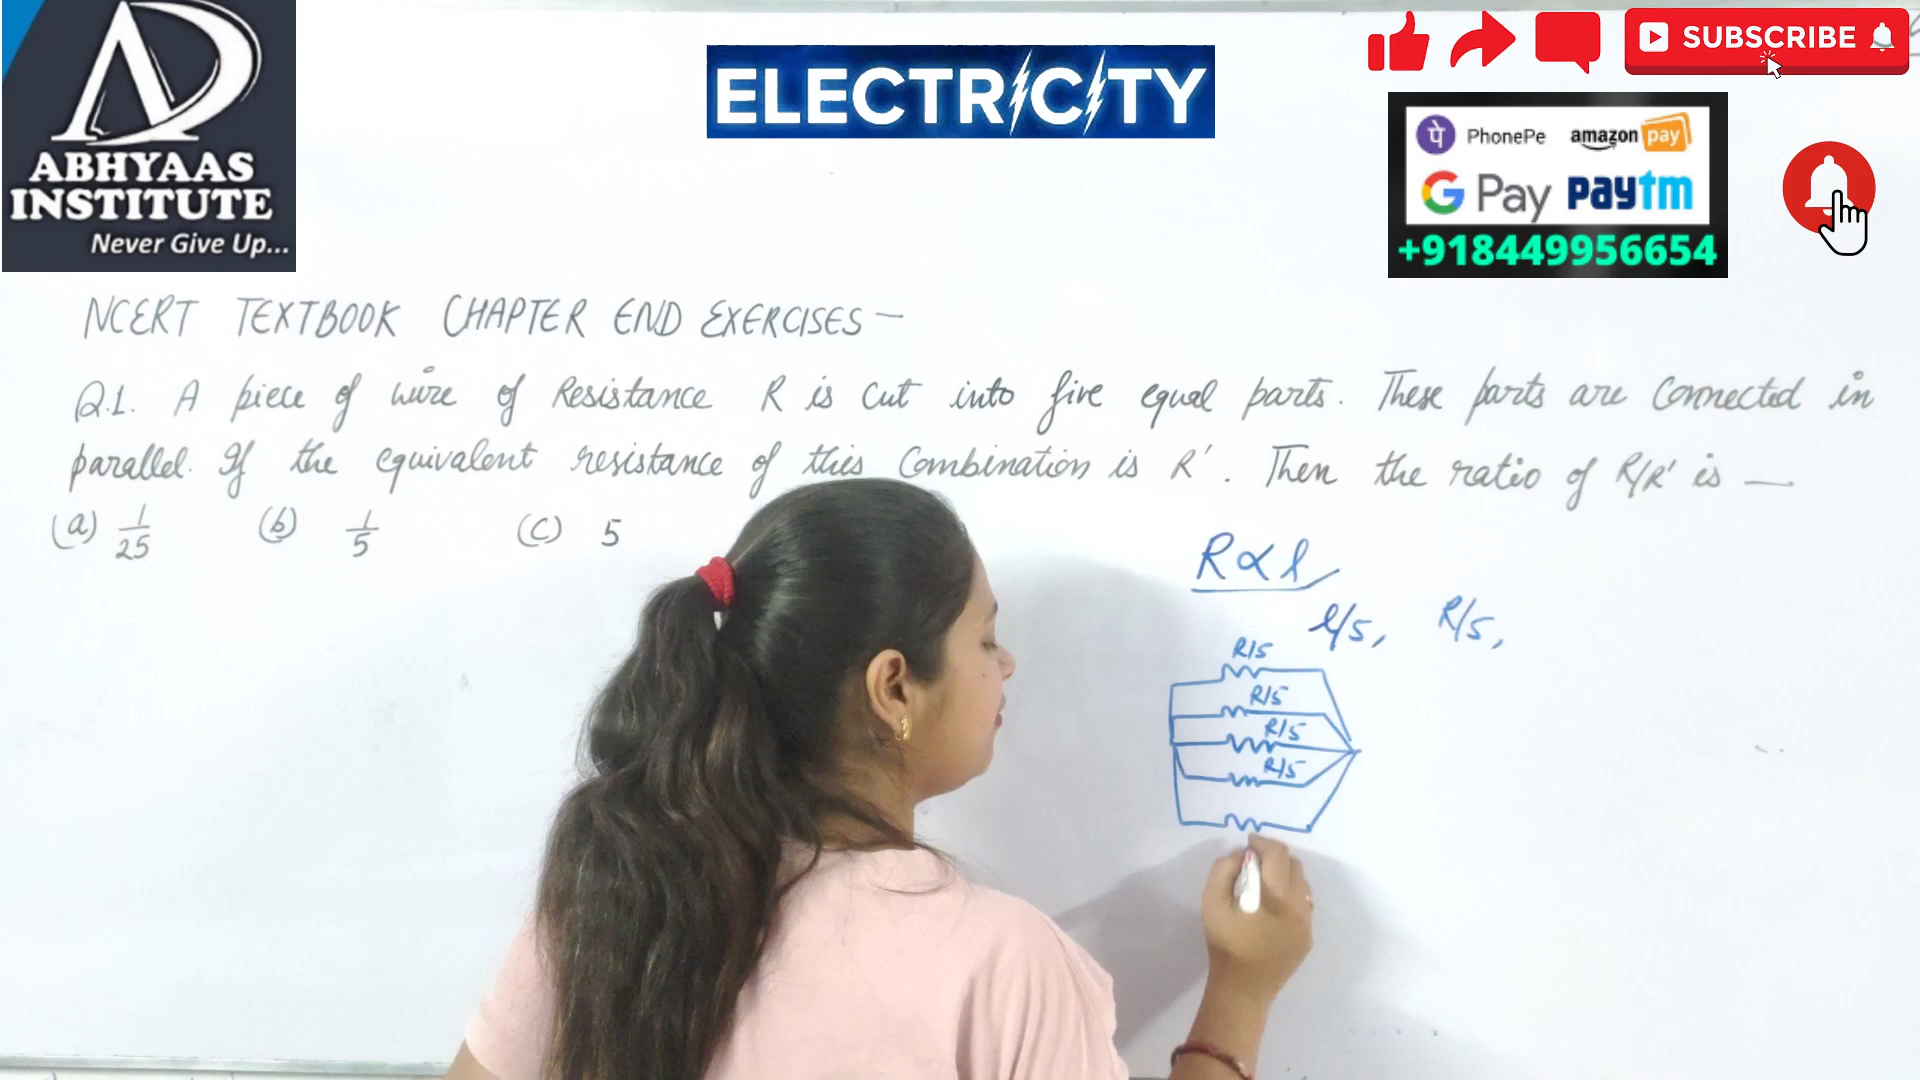 ABHYAAS
INSTITUTE
Never Give Up...
ELECTRICITY
SUBSCRIBE
पे PhonePe amazon pay
G Pay paytm
+918449956654
NCERT TEXTBOOK CHAPTER END EXERCISES —
Q.1. A piece of wire of Resistance R is cut into five equal parts. These parts are connected in
parallel. If the equivalent resistance of this Combination is R'. Then the ratio of R/R' is —
(a) 1/25 (b) 1/5 (c) 5
R ∝ l
l/5, R/5,
R/5
R/5
R/5
R/5